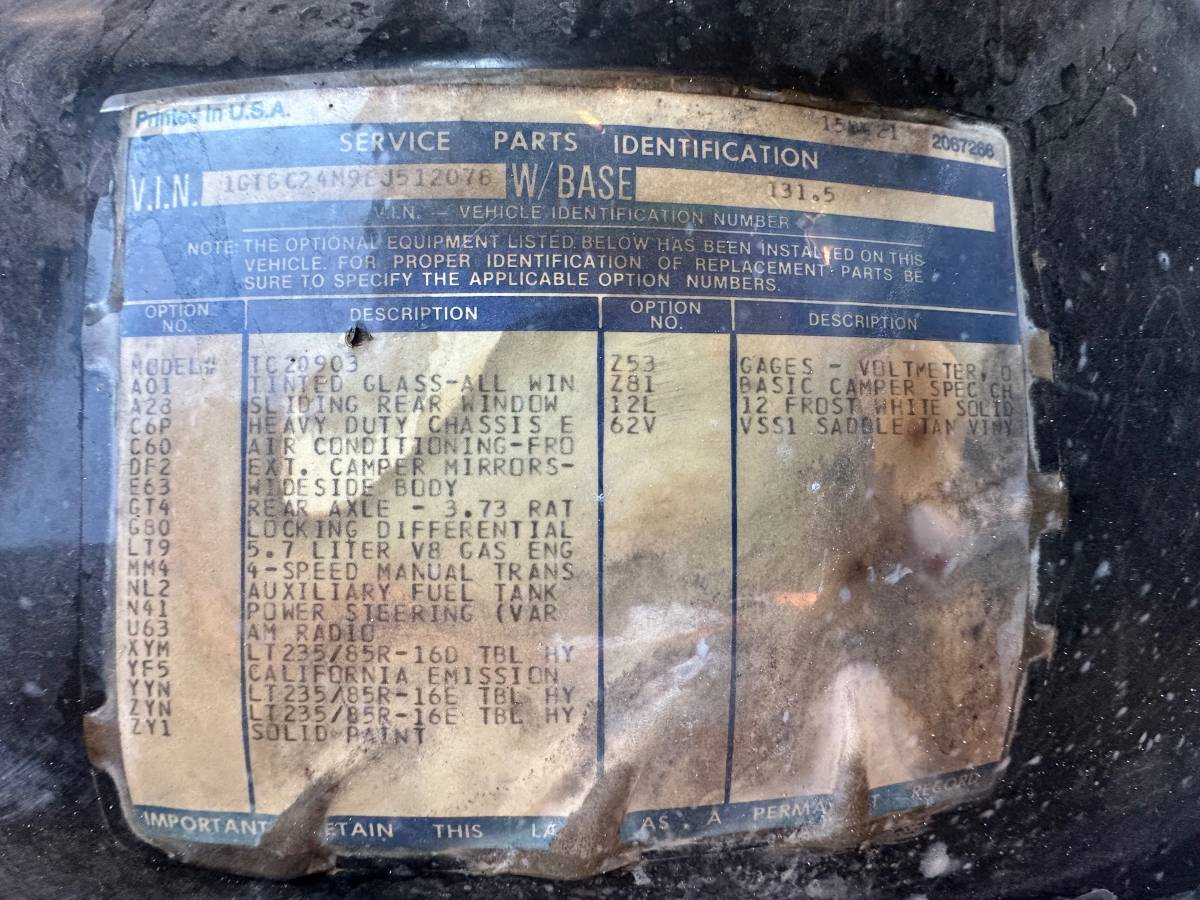 Printed in U.S.A.
2067266
SERVICE PARTS IDENTIFICATION
V.I.N. 1GTGC24M9EJ512078 W/BASE 131.5
V.I.N. — VEHICLE IDENTIFICATION NUMBER
NOTE: THE OPTIONAL EQUIPMENT LISTED BELOW HAS BEEN INSTALLED ON THIS
VEHICLE. FOR PROPER IDENTIFICATION OF REPLACEMENT PARTS BE
SURE TO SPECIFY THE APPLICABLE OPTION NUMBERS.
OPTION NO. DESCRIPTION OPTION NO. DESCRIPTION
MODEL# TC20903
A01 TINTED GLASS-ALL WIN
A28 SLIDING REAR WINDOW
C6P HEAVY DUTY CHASSIS E
C60 AIR CONDITIONING-FRO
DF2 EXT. CAMPER MIRRORS-
E63 WIDESIDE BODY
GT4 REAR AXLE - 3.73 RAT
G80 LOCKING DIFFERENTIAL
LT9 5.7 LITER V8 GAS ENG
MM4 4-SPEED MANUAL TRANS
NL2 AUXILIARY FUEL TANK
N41 POWER STEERING (VAR
U63 AM RADIO
XYM LT235/85R-16D TBL HY
YF5 CALIFORNIA EMISSION
YYN LT235/85R-16E TBL HY
ZYN LT235/85R-16E TBL HY
ZY1 SOLID PAINT
Z53 GAGES - VOLTMETER, O
Z81 BASIC CAMPER SPEC CH
12L 12 FROST WHITE SOLID
62V VSS1 SADDLE TAN VINY
IMPORTANT ETAIN THIS LA AS A PERMA T RECORD